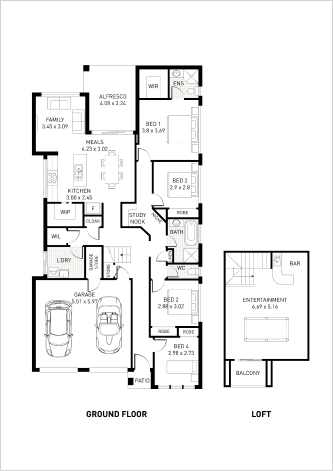 ALFRESCO
4.08 x 3.24
WIR
ENS
FAMILY
3.45 x 3.09
BED 1
3.8 x 3.69
MEALS
4.23 x 3.02
BED 2
2.9 x 2.8
KITCHEN
3.00 x 2.45
WIP
F
CLOAK
STUDY
NOOK
ROBE
BATH
WIL
L'DRY
GARAGE
STORE
WC
GARAGE
5.51 x 5.97
BED 2
2.88 x 3.02
ROBE
ROBE
BED 4
2.98 x 2.73
PATIO
BAR
ENTERTAINMENT
6.69 x 5.16
BALCONY
GROUND FLOOR
LOFT